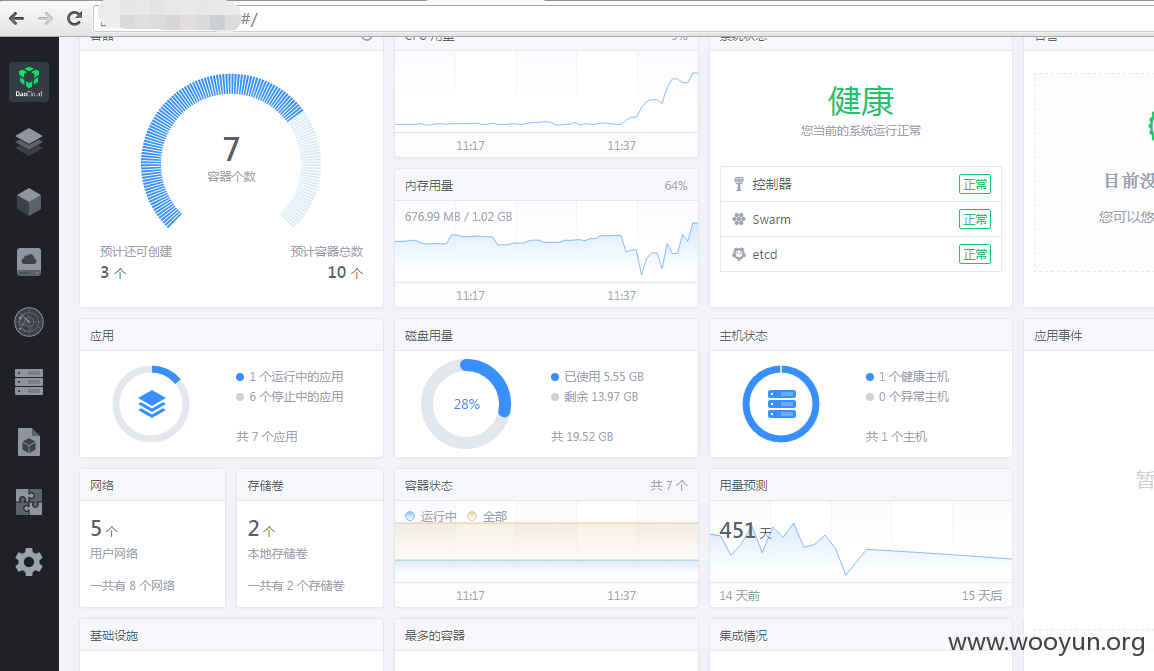 #/
DaoCloud
容器
CPU 用量
9%
系统状态
7
容器个数
预计还可创建
3 个
预计容器总数
10 个
11:17
11:37
内存用量
64%
676.99 MB / 1.02 GB
11:17
11:37
健康
您当前的系统运行正常
控制器
正常
Swarm
正常
etcd
正常
目前没
您可以悠
应用
1 个运行中的应用
6 个停止中的应用
共 7 个应用
磁盘用量
28%
已使用 5.55 GB
剩余 13.97 GB
共 19.52 GB
主机状态
1 个健康主机
0 个异常主机
共 1 个主机
应用事件
暂
网络
5 个
用户网络
一共有 8 个网络
存储卷
2 个
本地存储卷
一共有 2 个存储卷
容器状态
共 7 个
运行中
全部
11:17
11:37
用量预测
451 天
14 天前
15 天后
基础设施
最多的容器
集成情况
www.wooyun.org